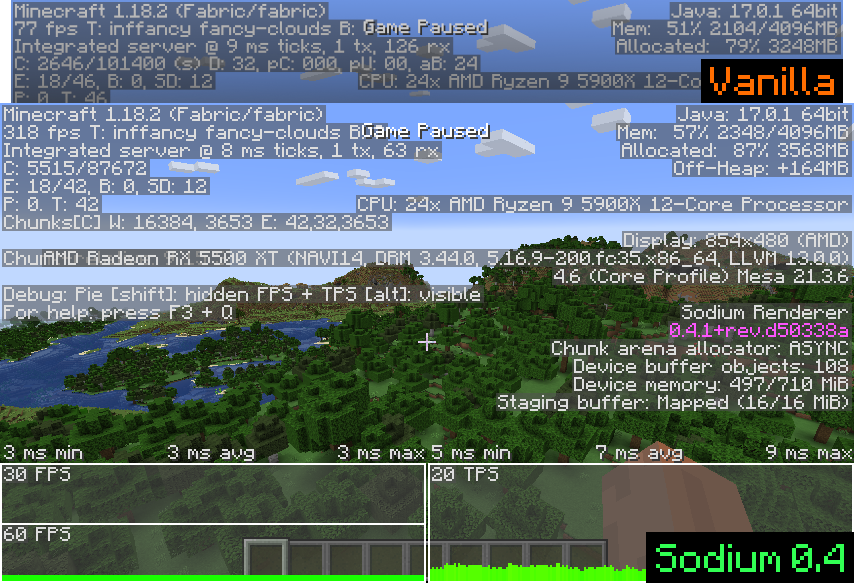 Minecraft 1.18.2 (Fabric/fabric)
Java: 17.0.1 64bit
77 fps T: inffancy fancy-clouds B:
Game Paused
Mem: 51% 2104/4096MB
Integrated server @ 9 ms ticks, 1 tx, 126 rx
Allocated: 79% 3248MB
C: 2646/101400 (s) D: 32, pC: 000, pU: 00, aB: 24
E: 18/46, B: 0, SD: 12
CPU: 24x AMD Ryzen 9 5900X 12-Co
P: 0. T: 46
Vanilla
Minecraft 1.18.2 (Fabric/fabric)
Java: 17.0.1 64bit
318 fps T: inffancy fancy-clouds B
Game Paused
Mem: 57% 2348/4096MB
Integrated server @ 8 ms ticks, 1 tx, 63 rx
Allocated: 87% 3568MB
C: 5515/87672
Off-Heap: +164MB
E: 18/42, B: 0, SD: 12
P: 0. T: 42
CPU: 24x AMD Ryzen 9 5900X 12-Core Processor
Chunks[C] W: 16384, 3653 E: 42,32,3653
Display: 854x480 (AMD)
AMD Radeon RX 5500 XT (NAVI14, DRM 3.44.0, 5.16.9-200.fc35.x86_64, LLVM 13.0.0)
4.6 (Core Profile) Mesa 21.3.6
Debug: Pie [shift]: hidden FPS + TPS [alt]: visible
For help: press F3 + Q
Sodium Renderer
0.4.1+rev.d50338a
Chunk arena allocator: ASYNC
Device buffer objects: 108
Device memory: 497/710 MiB
Staging buffer: Mapped (16/16 MiB)
3 ms min 3 ms avg 3 ms max 5 ms min 7 ms avg 9 ms max
30 FPS
20 TPS
60 FPS
Sodium 0.4